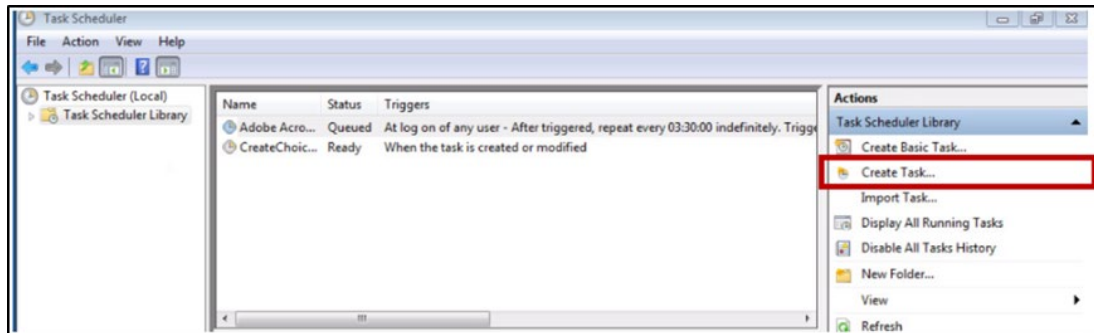 Task Scheduler
File Action View Help
Task Scheduler (Local)
Task Scheduler Library
Name Status Triggers
Adobe Acro... Queued At log on of any user - After triggered, repeat every 03:30:00 indefinitely. Trigge
CreateChoic... Ready When the task is created or modified
Actions
Task Scheduler Library
Create Basic Task...
Create Task...
Import Task...
Display All Running Tasks
Disable All Tasks History
New Folder...
View
Refresh